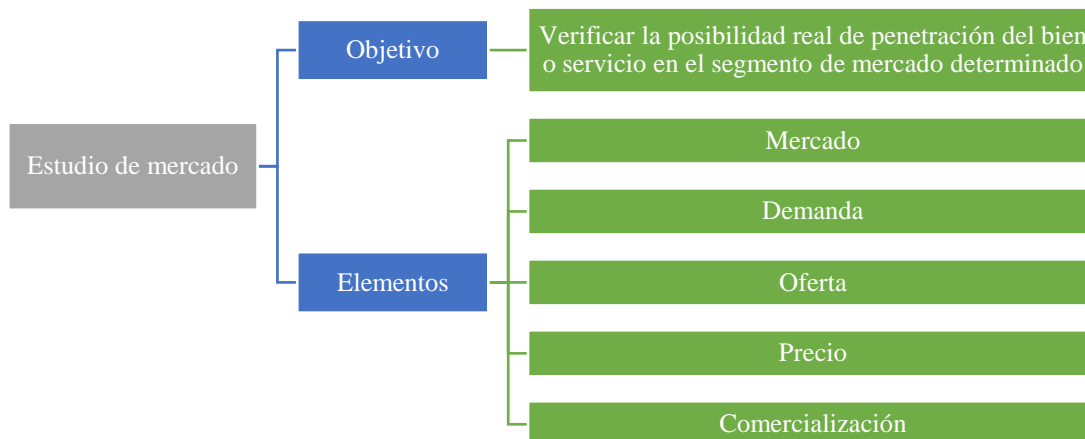 Estudio de mercado
Objetivo
Verificar la posibilidad real de penetración del bien
o servicio en el segmento de mercado determinado
Elementos
Mercado
Demanda
Oferta
Precio
Comercialización